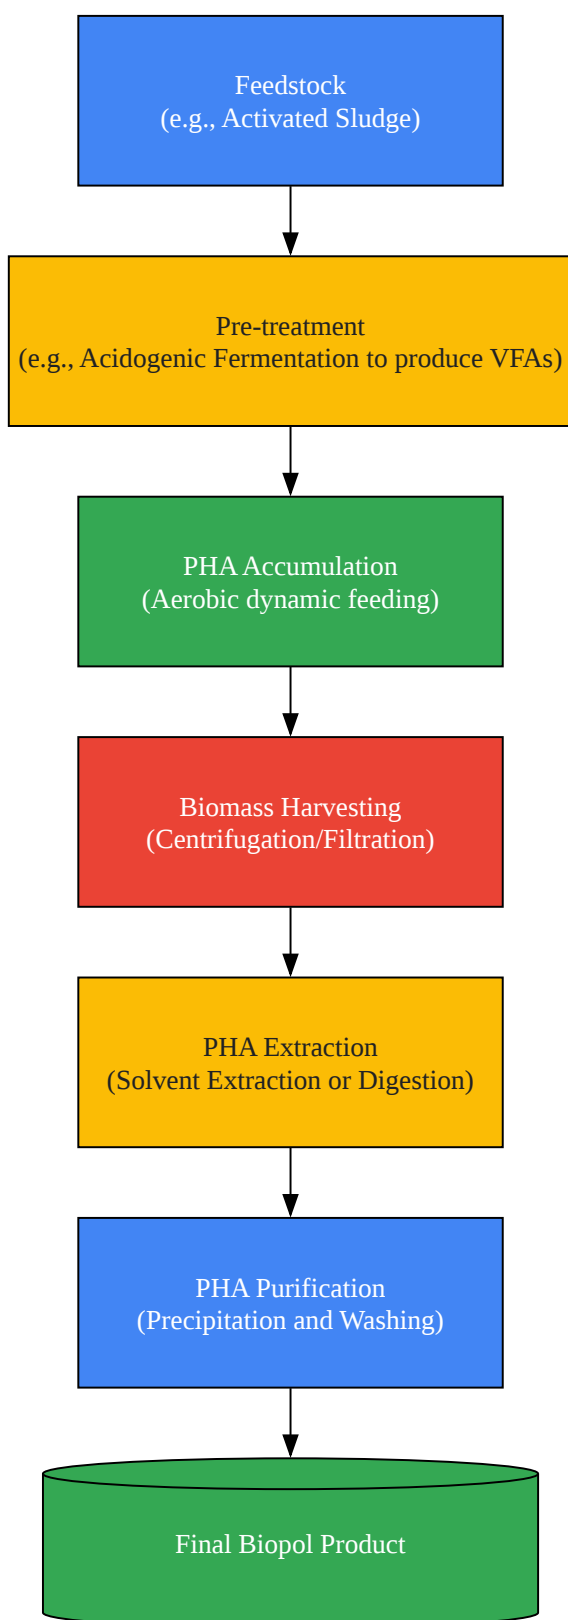 Feedstock
(e.g., Activated Sludge)
Pre-treatment
(e.g., Acidogenic Fermentation to produce VFAs)
PHA Accumulation
(Aerobic dynamic feeding)
Biomass Harvesting
(Centrifugation/Filtration)
PHA Extraction
(Solvent Extraction or Digestion)
PHA Purification
(Precipitation and Washing)
Final Biopol Product